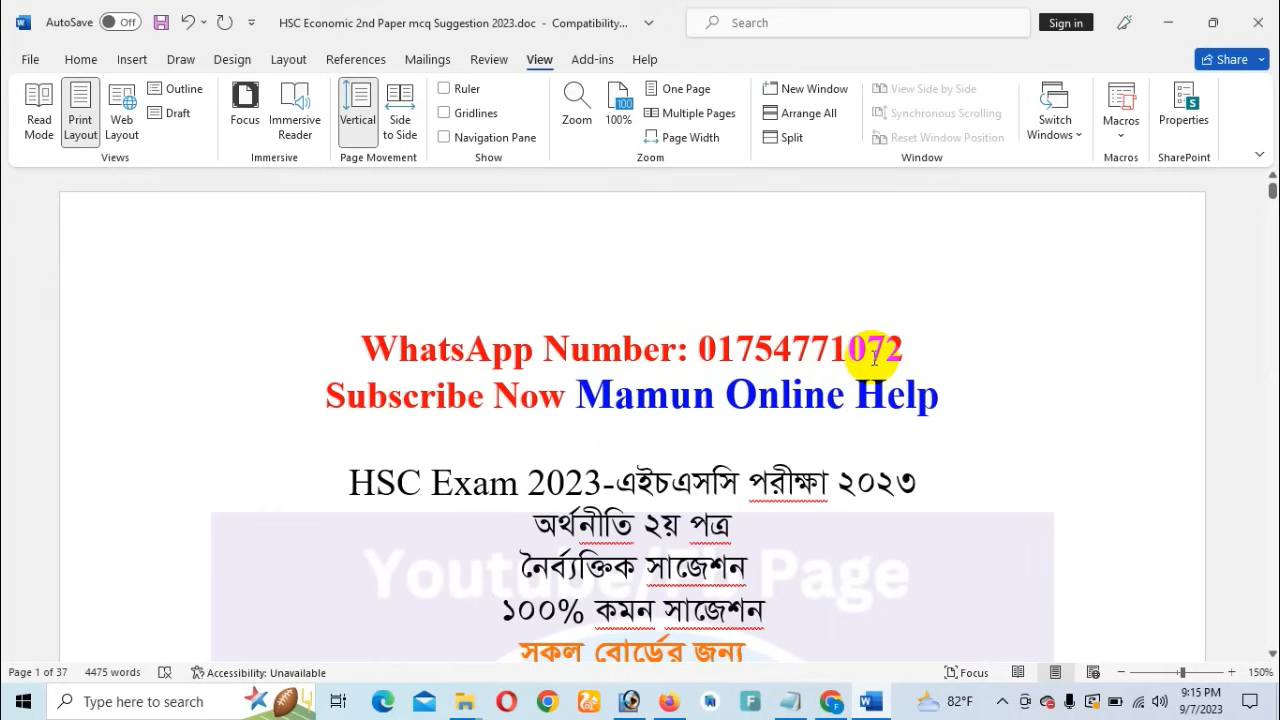 AutoSave Off HSC Economic 2nd Paper mcq Suggestion 2023.doc - Compatibility... Search Sign in
File Home Insert Draw Design Layout References Mailings Review View Add-ins Help Share
Read Mode Print Layout Web Layout Outline Draft Focus Immersive Reader Vertical Side to Side Ruler Gridlines Navigation Pane Zoom 100 100% One Page Multiple Pages Page Width New Window Arrange All Split View Side by Side Synchronous Scrolling Reset Window Position Switch Windows Macros Properties
Views Immersive Page Movement Show Zoom Window Macros SharePoint
WhatsApp Number: 01754771072
Subscribe Now Mamun Online Help
HSC Exam 2023-এইচএসসি পরীক্ষা ২০২৩
অর্থনীতি ২য় পত্র
Youtube/Fb Page
নৈর্ব্যক্তিক সাজেশন
১০০% কমন সাজেশন
সকল বোর্ডের জন্য
Page 1 of 37 4475 words Accessibility: Unavailable Focus 150%
Type here to search 82°F 9:15 PM
9/7/2023